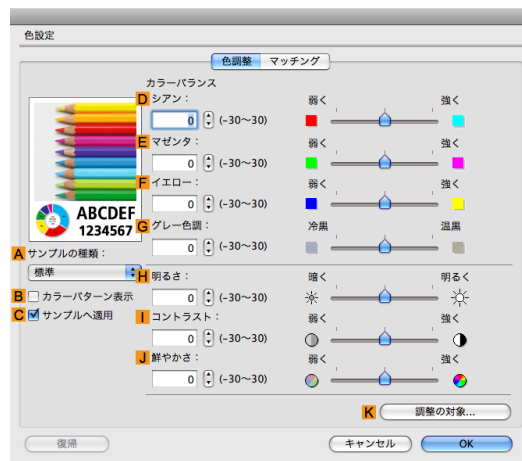 色設定
色調整 マッチング
カラーバランス
D シアン： 弱く 強く
0 (-30～30)
E マゼンタ： 弱く 強く
0 (-30～30)
F イエロー： 弱く 強く
0 (-30～30)
ABCDEF
1234567
G グレー色調： 冷黒 温黒
0 (-30～30)
A サンプルの種類：
標準
H 明るさ： 暗く 明るく
0 (-30～30)
B カラーパターン表示
I コントラスト： 弱く 強く
C サンプルへ適用
0 (-30～30)
J 鮮やかさ： 弱く 強く
0 (-30～30)
K 調整の対象...
復帰 キャンセル OK